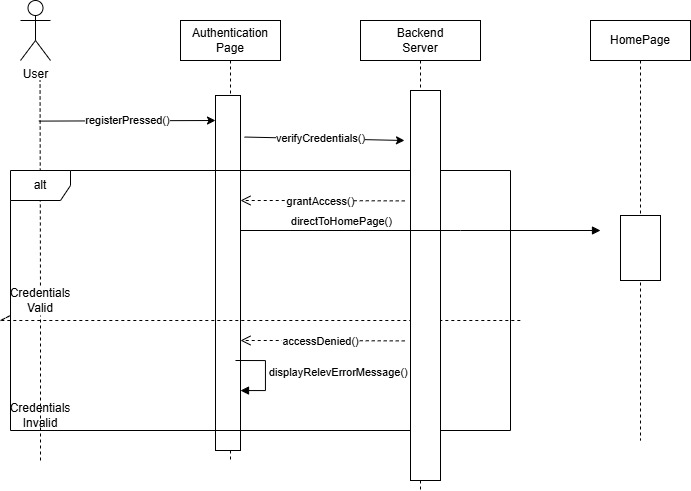 User
Authentication
Page
Backend
Server
HomePage
registerPressed()
verifyCredentials()
alt
grantAccess()
directToHomePage()
Credentials
Valid
accessDenied()
displayRelevErrorMessage()
Credentials
Invalid